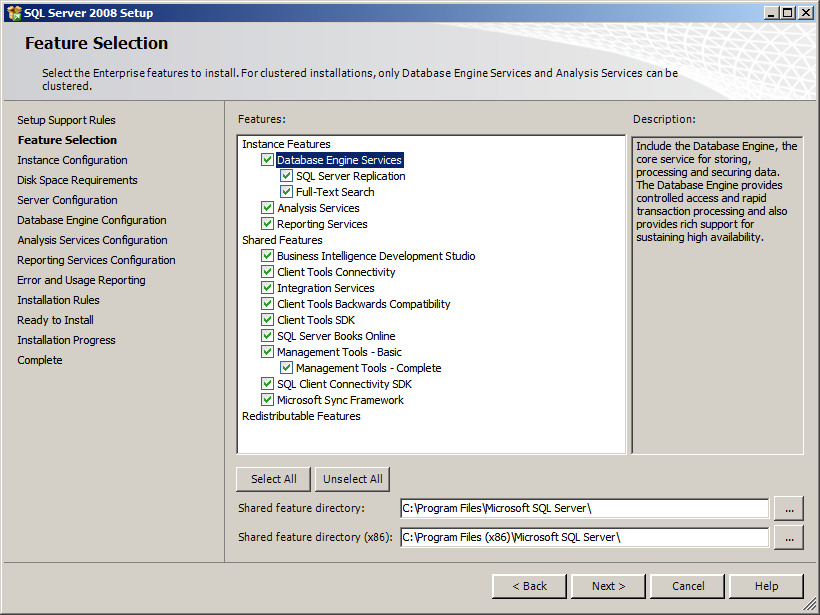 SQL Server 2008 Setup
Feature Selection
Select the Enterprise features to install. For clustered installations, only Database Engine Services and Analysis Services can be
clustered.
Setup Support Rules
Feature Selection
Instance Configuration
Disk Space Requirements
Server Configuration
Database Engine Configuration
Analysis Services Configuration
Reporting Services Configuration
Error and Usage Reporting
Installation Rules
Ready to Install
Installation Progress
Complete
Features:
Instance Features
Database Engine Services
SQL Server Replication
Full-Text Search
Analysis Services
Reporting Services
Shared Features
Business Intelligence Development Studio
Client Tools Connectivity
Integration Services
Client Tools Backwards Compatibility
Client Tools SDK
SQL Server Books Online
Management Tools - Basic
Management Tools - Complete
SQL Client Connectivity SDK
Microsoft Sync Framework
Redistributable Features
Description:
Include the Database Engine, the
core service for storing,
processing and securing data.
The Database Engine provides
controlled access and rapid
transaction processing and also
provides rich support for
sustaining high availability.
Select All
Unselect All
Shared feature directory:
C:\Program Files\Microsoft SQL Server\
...
Shared feature directory (x86):
C:\Program Files (x86)\Microsoft SQL Server\
...
< Back
Next >
Cancel
Help